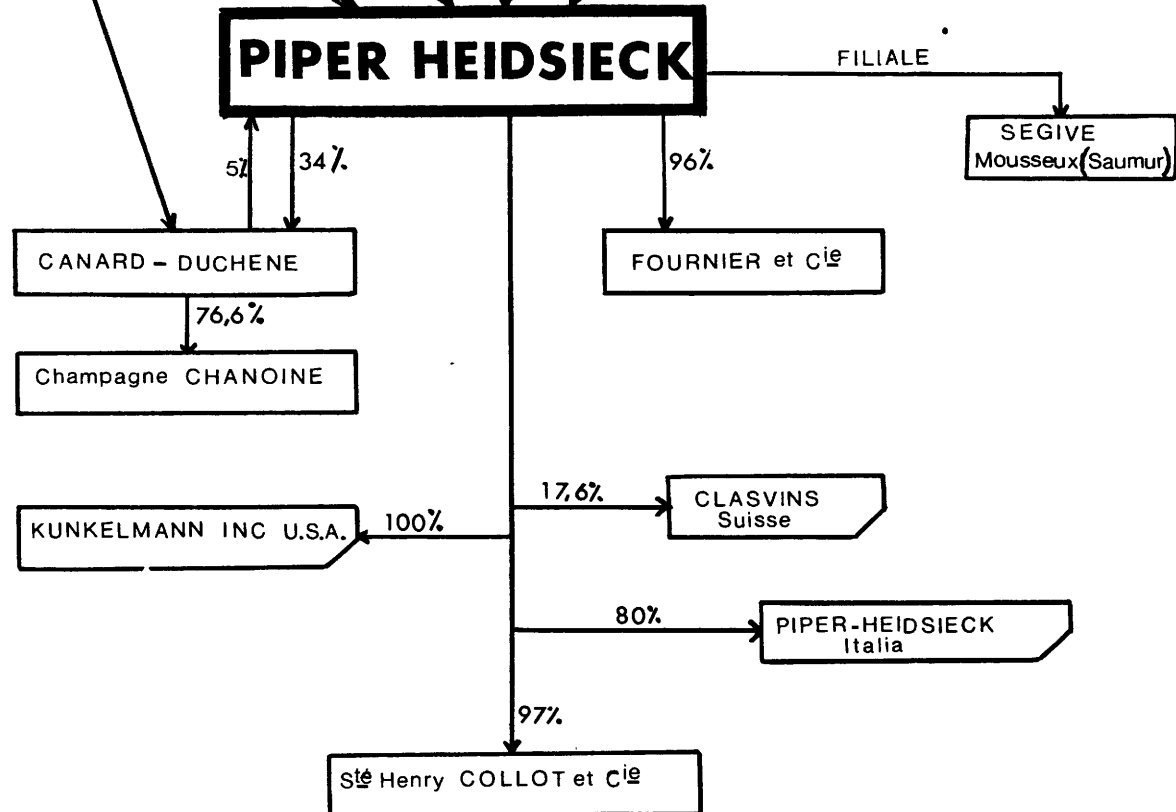 PIPER HEIDSIECK
FILIALE
SEGIVE
Mousseux (Saumur)
5%
34%
96%
CANARD – DUCHENE
FOURNIER et Cie
76,6%
Champagne CHANOINE
17,6%
CLASVINS
Suisse
KUNKELMANN INC U.S.A.
100%
80%
PIPER-HEIDSIECK
Italia
97%
Sté Henry COLLOT et Cie